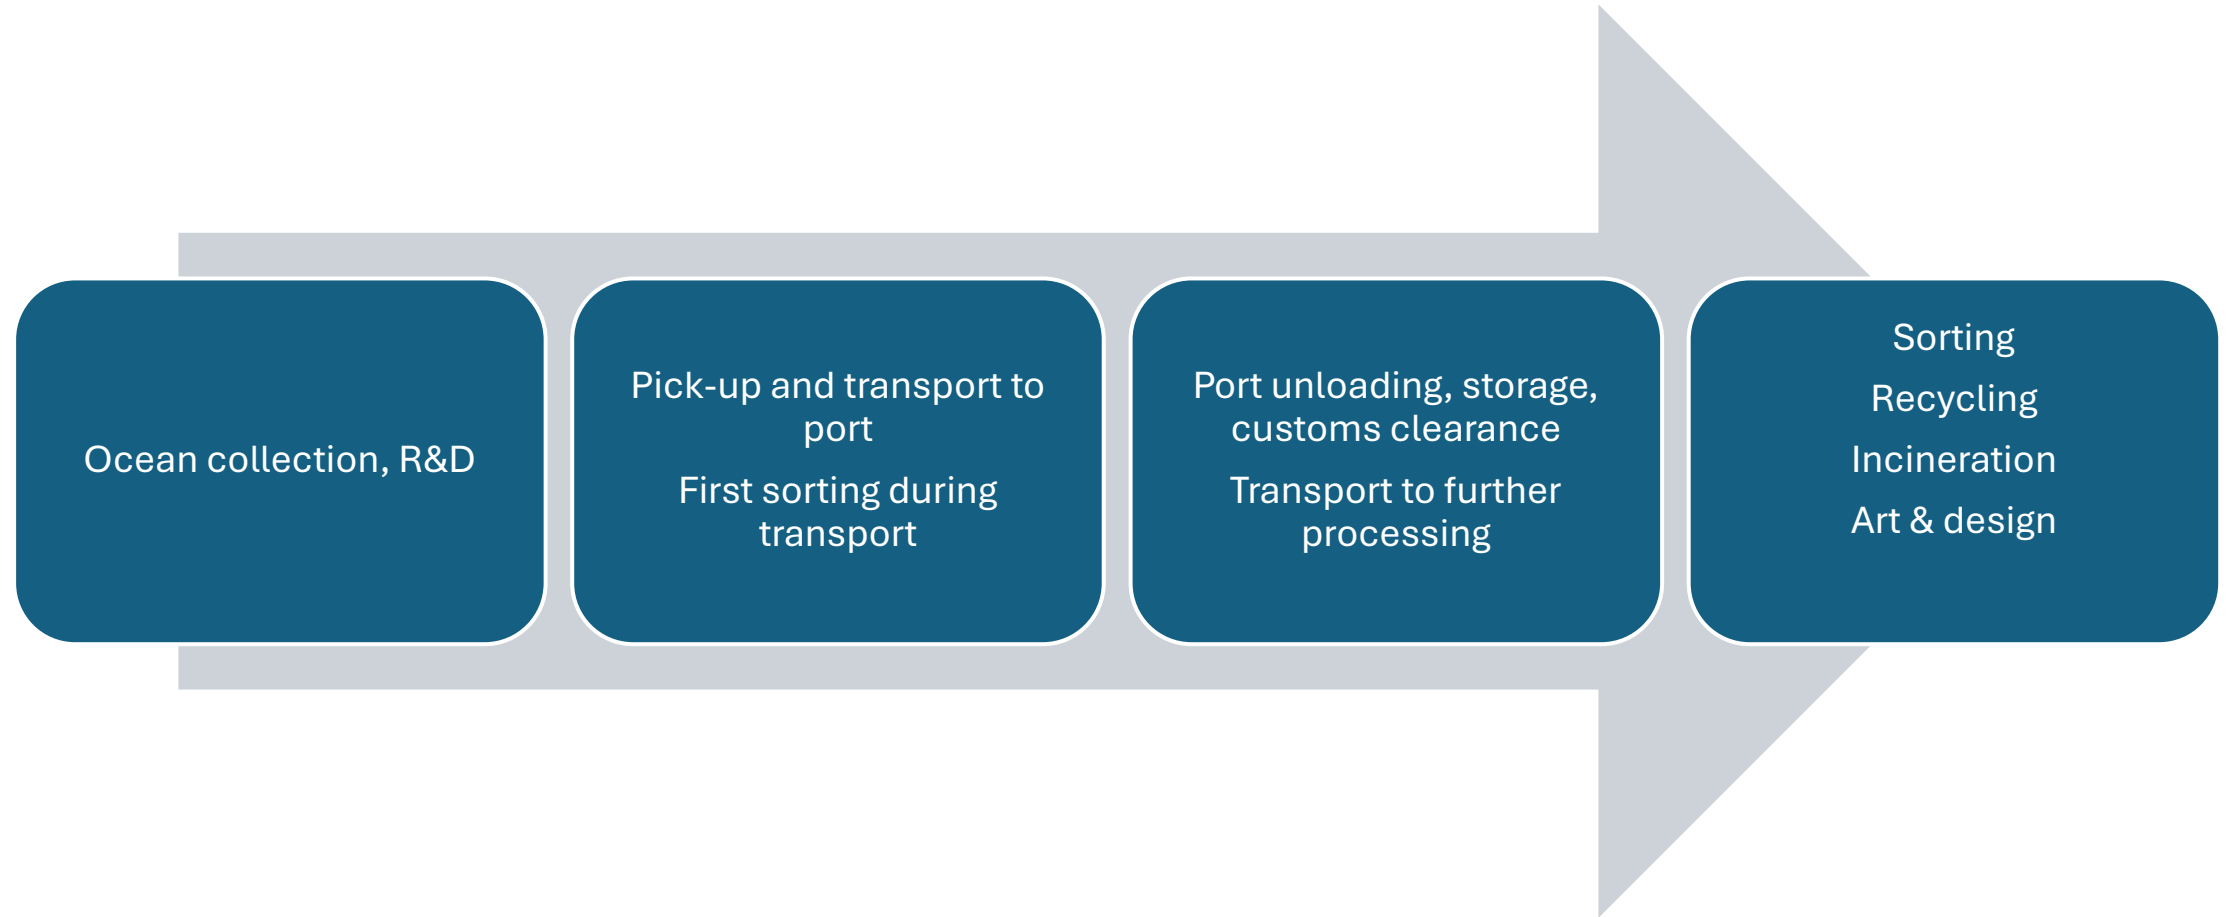 Ocean collection, R&D
Pick-up and transport to
port
First sorting during
transport
Port unloading, storage,
customs clearance
Transport to further
processing
Sorting
Recycling
Incineration
Art & design